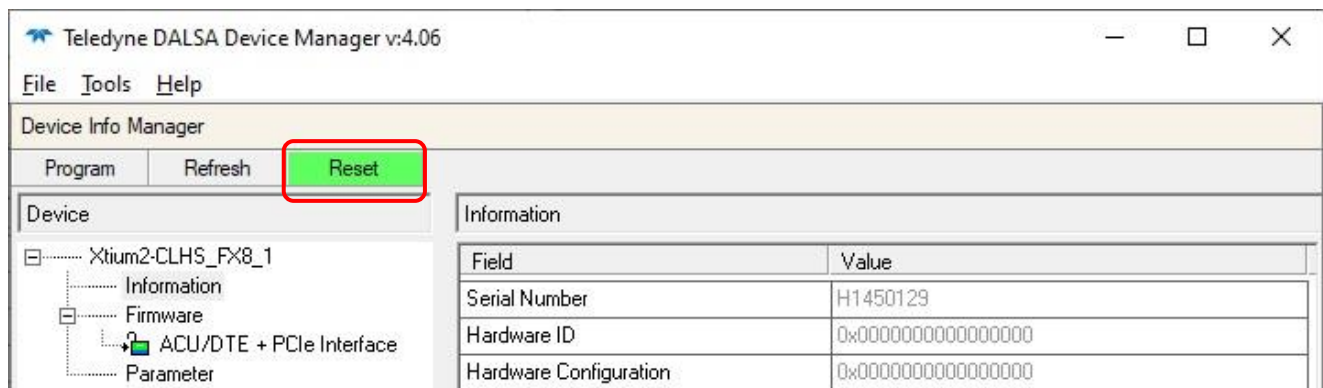 Teledyne DALSA Device Manager v:4.06
File Tools Help
Device Info Manager
Program Refresh Reset
Device
Xtium2-CLHS_FX8_1
Information
Firmware
ACU/DTE + PCIe Interface
Parameter
Information
Field Value
Serial Number H1450129
Hardware ID 0x0000000000000000
Hardware Configuration 0x0000000000000000